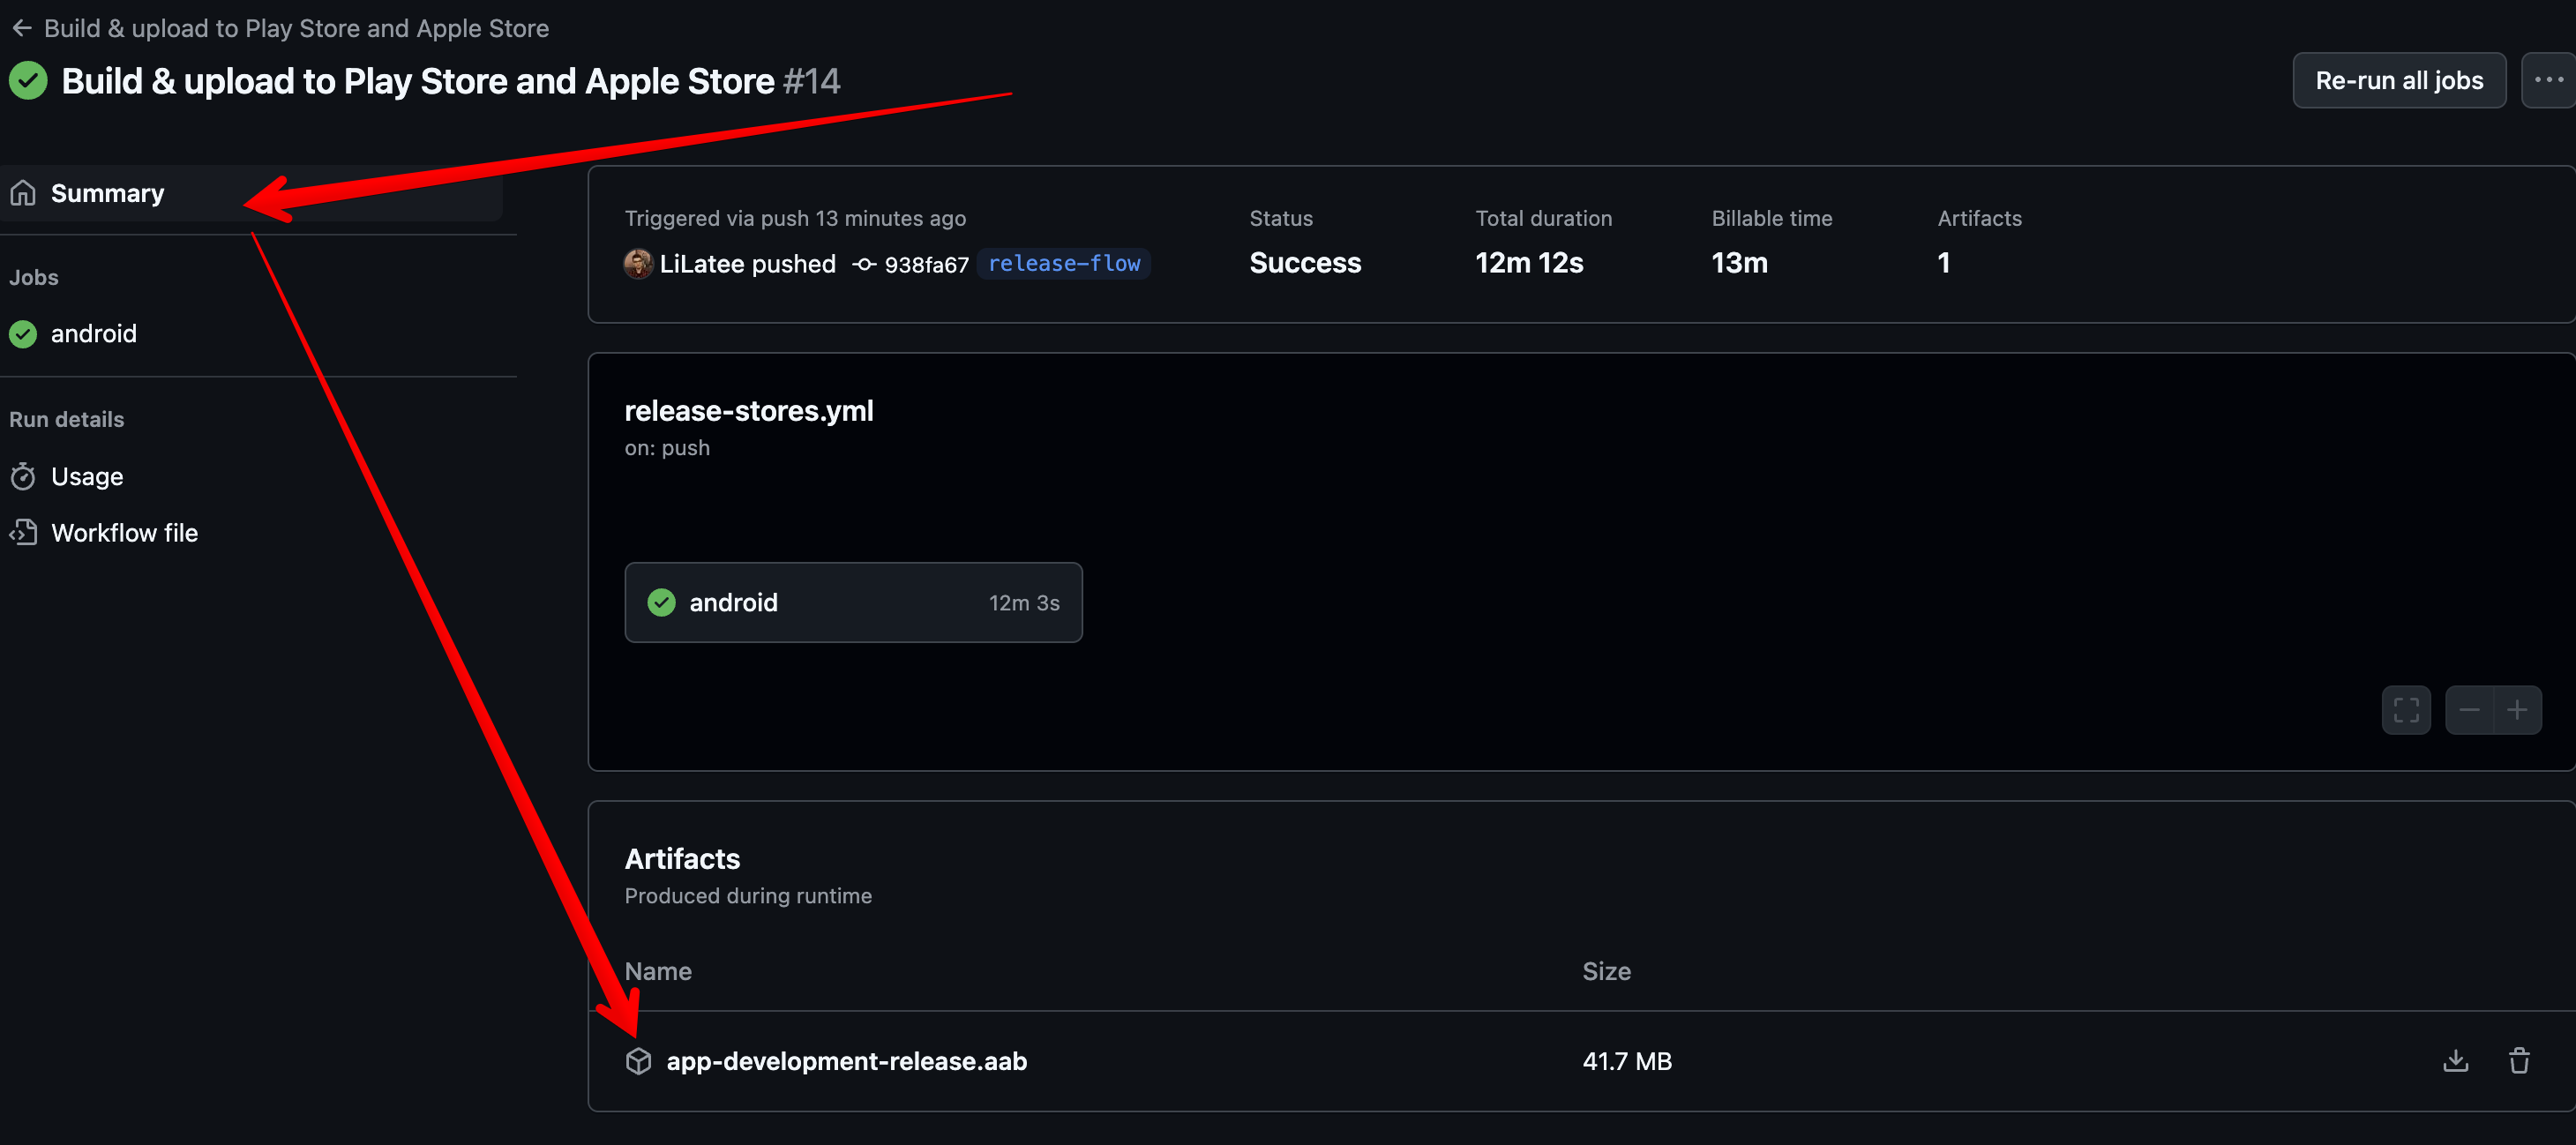 Build & upload to Play Store and Apple Store
Build & upload to Play Store and Apple Store #14
Re-run all jobs
Summary
Jobs
android
Run details
Usage
Workflow file
Triggered via push 13 minutes ago
LiLatee pushed 938fa67 release-flow
Status
Success
Total duration
12m 12s
Billable time
13m
Artifacts
1
release-stores.yml
on: push
android 12m 3s
Artifacts
Produced during runtime
Name Size
app-development-release.aab 41.7 MB